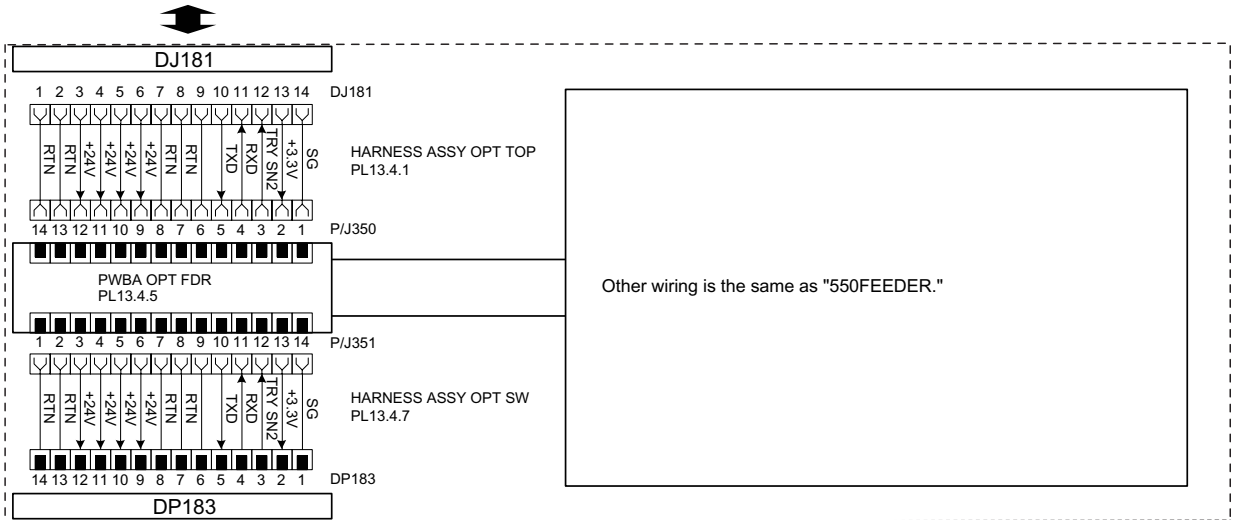 DJ181
1 2 3 4 5 6 7 8 9 10 11 12 13 14 DJ181
RTN RTN +24V +24V +24V +24V RTN RTN TXD RXD TRY SN2 +3.3V SG
HARNESS ASSY OPT TOP
PL13.4.1
14 13 12 11 10 9 8 7 6 5 4 3 2 1 P/J350
PWBA OPT FDR
PL13.4.5
Other wiring is the same as "550FEEDER."
1 2 3 4 5 6 7 8 9 10 11 12 13 14 P/J351
RTN RTN +24V +24V +24V +24V RTN RTN TXD RXD TRY SN2 +3.3V SG
HARNESS ASSY OPT SW
PL13.4.7
14 13 12 11 10 9 8 7 6 5 4 3 2 1 DP183
DP183